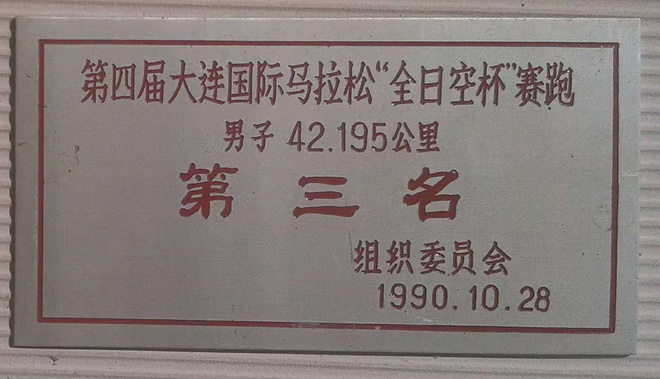 第四届大连国际马拉松“全日空杯”赛跑
男子 42.195公里
第三名
组织委员会
1990.10.28